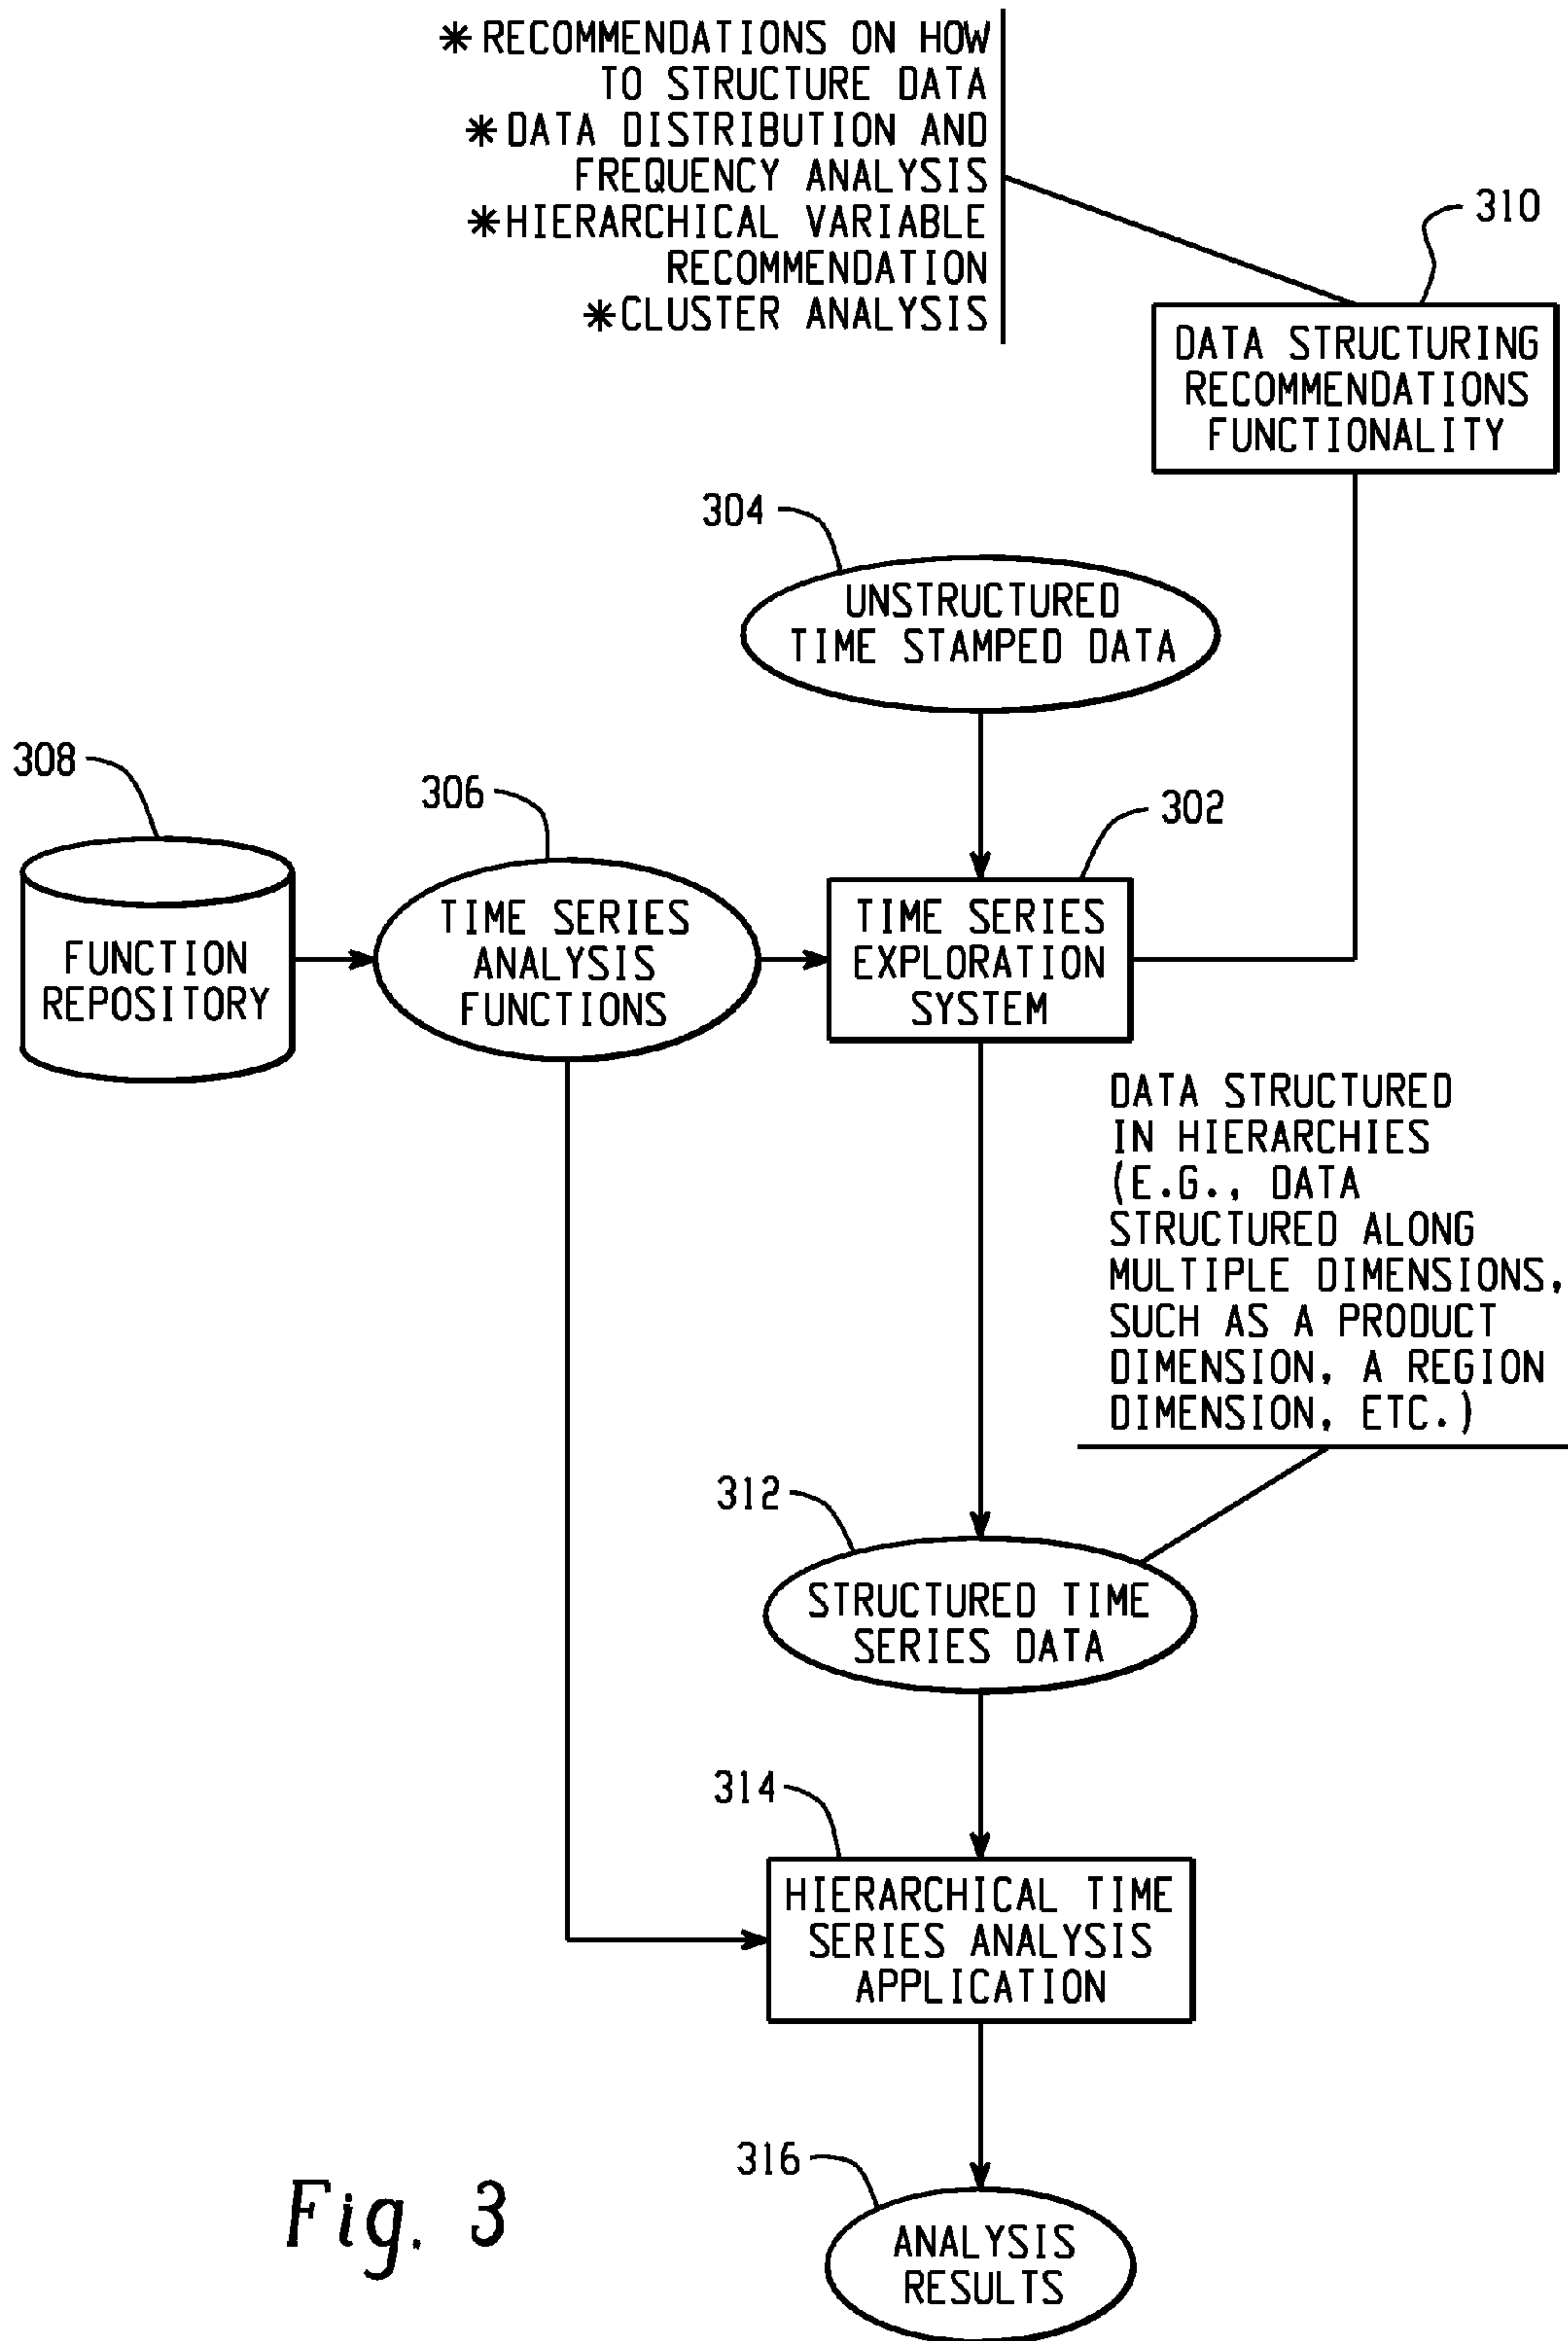 * RECOMMENDATIONS ON HOW
TO STRUCTURE DATA
* DATA DISTRIBUTION AND
FREQUENCY ANALYSIS
* HIERARCHICAL VARIABLE
RECOMMENDATION
* CLUSTER ANALYSIS
310
DATA STRUCTURING
RECOMMENDATIONS
FUNCTIONALITY
304
UNSTRUCTURED
TIME STAMPED DATA
308
FUNCTION
REPOSITORY
306
TIME SERIES
ANALYSIS
FUNCTIONS
302
TIME SERIES
EXPLORATION
SYSTEM
DATA STRUCTURED
IN HIERARCHIES
(E.G., DATA
STRUCTURED ALONG
MULTIPLE DIMENSIONS,
SUCH AS A PRODUCT
DIMENSION, A REGION
DIMENSION, ETC.)
312
STRUCTURED TIME
SERIES DATA
314
HIERARCHICAL TIME
SERIES ANALYSIS
APPLICATION
316
ANALYSIS
RESULTS
Fig. 3